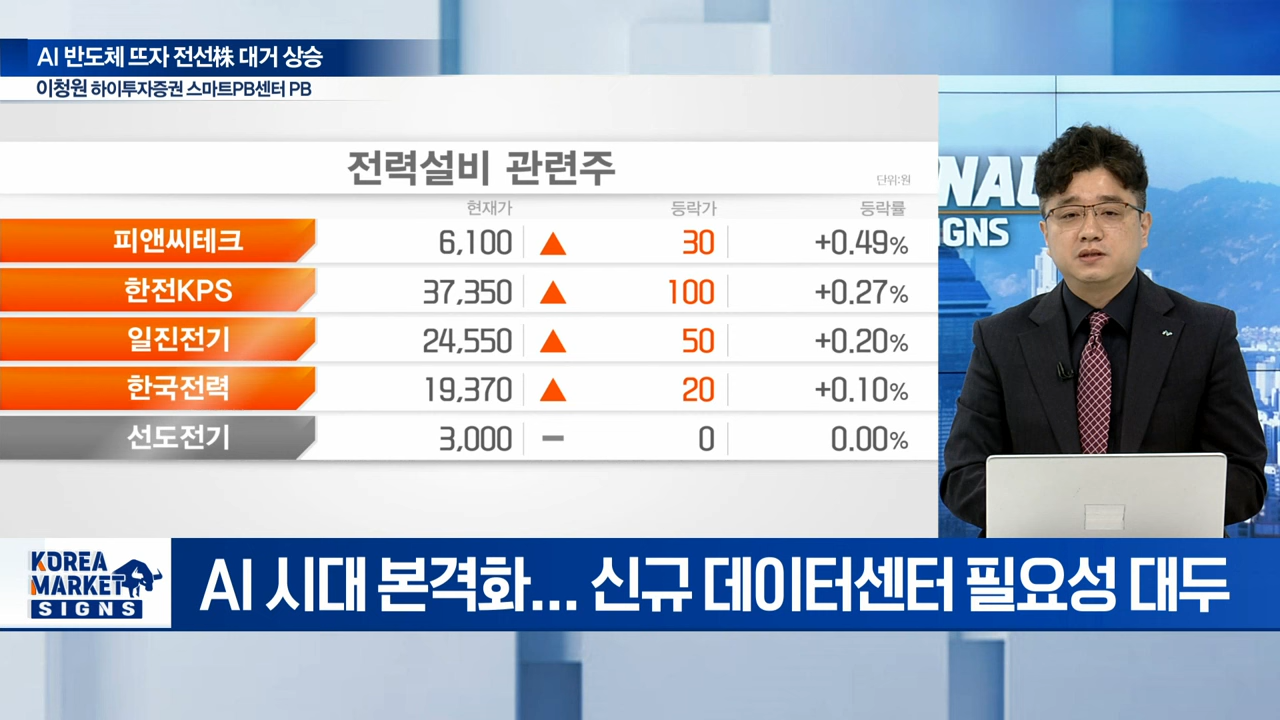 AI 반도체 뜨자 전선株 대거 상승
이청원 하이투자증권 스마트PB센터 PB
전력설비 관련주
단위:원
현재가 등락가 등락률
피앤씨테크 6,100 ▲ 30 +0.49%
한전KPS 37,350 ▲ 100 +0.27%
일진전기 24,550 ▲ 50 +0.20%
한국전력 19,370 ▲ 20 +0.10%
선도전기 3,000 - 0 0.00%
KOREA
MARKET
SIGNS
AI 시대 본격화... 신규 데이터센터 필요성 대두